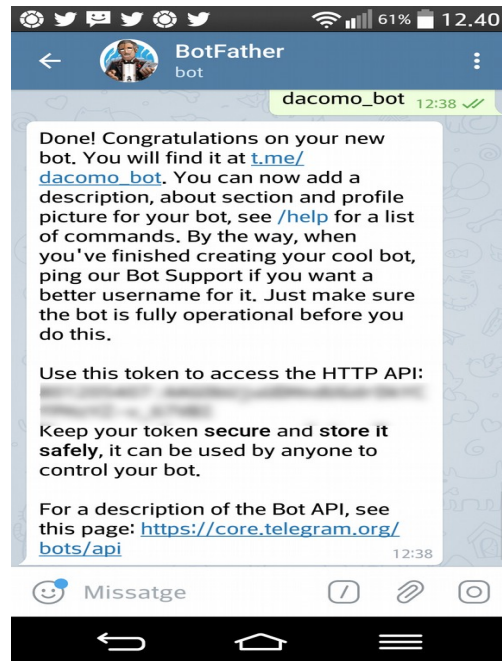 61% 12.40
BotFather
bot
dacomo_bot 12:38
Done! Congratulations on your new
bot. You will find it at t.me/
dacomo_bot. You can now add a
description, about section and profile
picture for your bot, see /help for a list
of commands. By the way, when
you've finished creating your cool bot,
ping our Bot Support if you want a
better username for it. Just make sure
the bot is fully operational before you
do this.
Use this token to access the HTTP API:
Keep your token secure and store it
safely, it can be used by anyone to
control your bot.
For a description of the Bot API, see
this page: https://core.telegram.org/
bots/api 12:38
Missatge